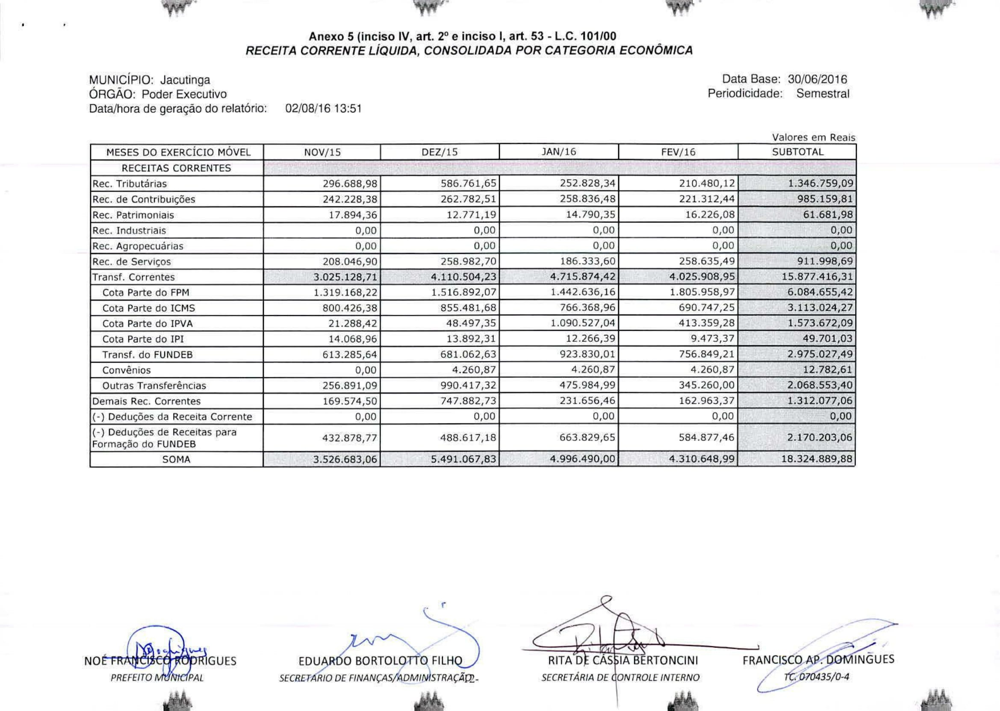 Anexo 5 (inciso IV, art. 2º e inciso I, art. 53 - L.C. 101/00
RECEITA CORRENTE LÍQUIDA, CONSOLIDADA POR CATEGORIA ECONÔMICA
MUNICÍPIO: Jacutinga
Data Base: 30/06/2016
ÓRGÃO: Poder Executivo
Periodicidade: Semestral
Data/hora de geração do relatório: 02/08/16 13:51
Valores em Reais
MESES DO EXERCÍCIO MÓVEL NOV/15 DEZ/15 JAN/16 FEV/16 SUBTOTAL
RECEITAS CORRENTES
Rec. Tributárias 296.688,98 586.761,65 252.828,34 210.480,12 1.346.759,09
Rec. de Contribuições 242.228,38 262.782,51 258.836,48 221.312,44 985.159,81
Rec. Patrimoniais 17.894,36 12.771,19 14.790,35 16.226,08 61.681,98
Rec. Industriais 0,00 0,00 0,00 0,00 0,00
Rec. Agropecuárias 0,00 0,00 0,00 0,00 0,00
Rec. de Serviços 208.046,90 258.982,70 186.333,60 258.635,49 911.998,69
Transf. Correntes 3.025.128,71 4.110.504,23 4.715.874,42 4.025.908,95 15.877.416,31
Cota Parte do FPM 1.319.168,22 1.516.892,07 1.442.636,16 1.805.958,97 6.084.655,42
Cota Parte do ICMS 800.426,38 855.481,68 766.368,96 690.747,25 3.113.024,27
Cota Parte do IPVA 21.288,42 48.497,35 1.090.527,04 413.359,28 1.573.672,09
Cota Parte do IPI 14.068,96 13.892,31 12.266,39 9.473,37 49.701,03
Transf. do FUNDEB 613.285,64 681.062,63 923.830,01 756.849,21 2.975.027,49
Convênios 0,00 4.260,87 4.260,87 4.260,87 12.782,61
Outras Transferências 256.891,09 990.417,32 475.984,99 345.260,00 2.068.553,40
Demais Rec. Correntes 169.574,50 747.882,73 231.656,46 162.963,37 1.312.077,06
(-) Deduções da Receita Corrente 0,00 0,00 0,00 0,00 0,00
(-) Deduções de Receitas para
Formação do FUNDEB 432.878,77 488.617,18 663.829,65 584.877,46 2.170.203,06
SOMA 3.526.683,06 5.491.067,83 4.996.490,00 4.310.648,99 18.324.889,88
NOÉ FRANCISCO RODRIGUES EDUARDO BORTOLOTTO FILHO RITA DE CÁSSIA BERTONCINI FRANCISCO AP. DOMINGUES
PREFEITO MUNICIPAL SECRETÁRIO DE FINANÇAS/ADMINISTRAÇÃO SECRETÁRIA DE CONTROLE INTERNO TC. 070435/0-4